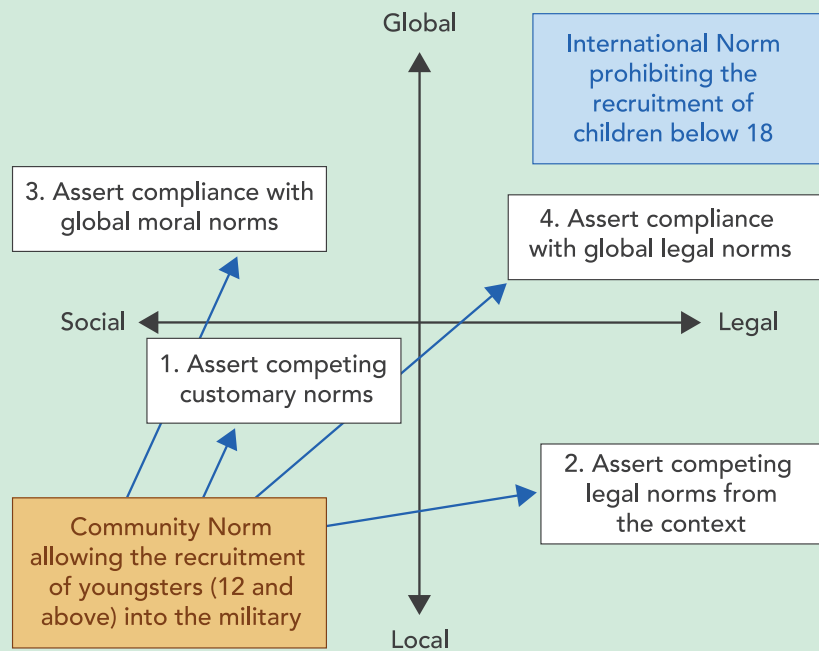 Global
International Norm
prohibiting the
recruitment of
children below 18
3. Assert compliance with
global moral norms
4. Assert compliance
with global legal norms
Social
Legal
1. Assert competing
customary norms
2. Assert competing
legal norms from
the context
Community Norm
allowing the recruitment
of youngsters (12 and
above) into the military
Local